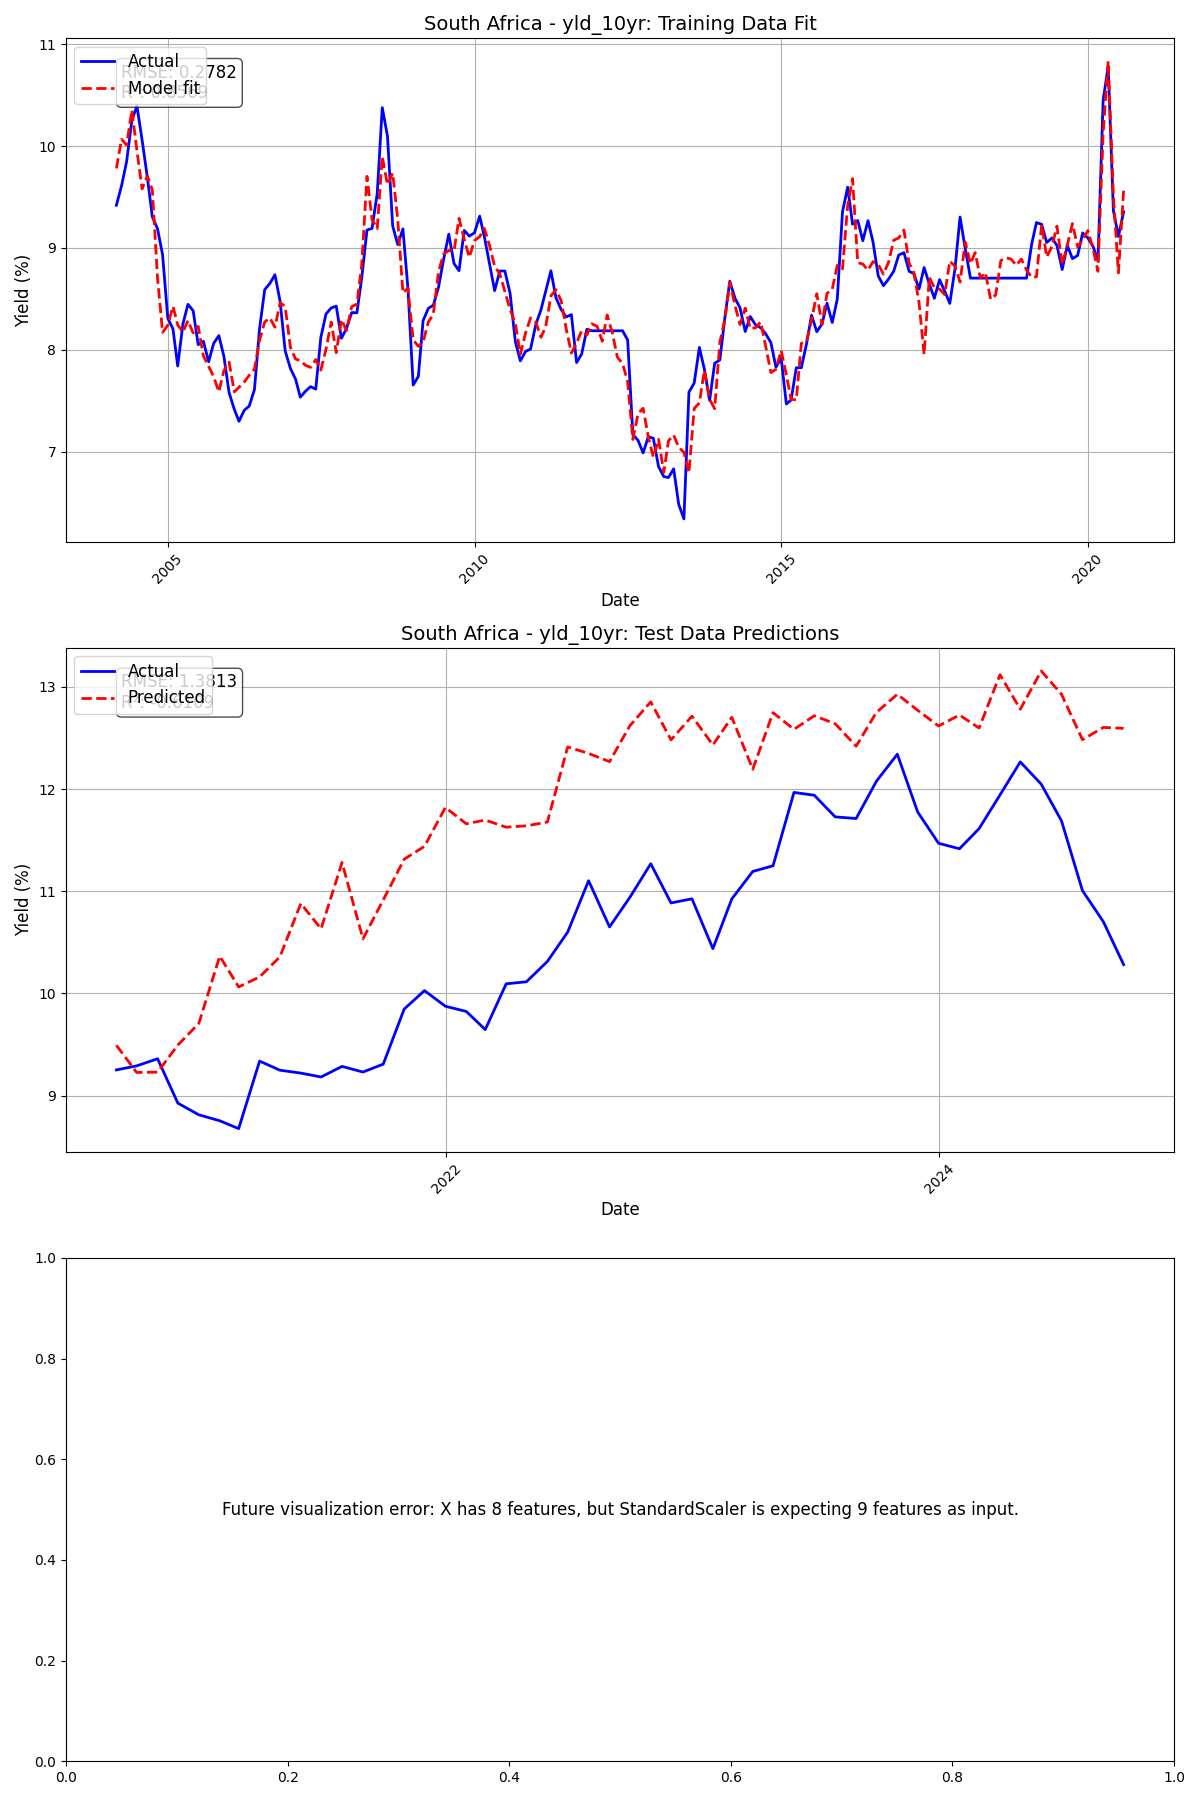 South Africa - yld_10yr: Training Data Fit
11
10
9
8
7
Yield (%)
Actual
Model fit
RMSE: 0.2782
2005
2010
2015
2020
Date
South Africa - yld_10yr: Test Data Predictions
13
12
11
10
9
Yield (%)
Actual
Predicted
RMSE: 1.3813
2022
2024
Date
1.0
0.8
0.6
0.4
0.2
0.0
Future visualization error: X has 8 features, but StandardScaler is expecting 9 features as input.
0.0
0.2
0.4
0.6
0.8
1.0